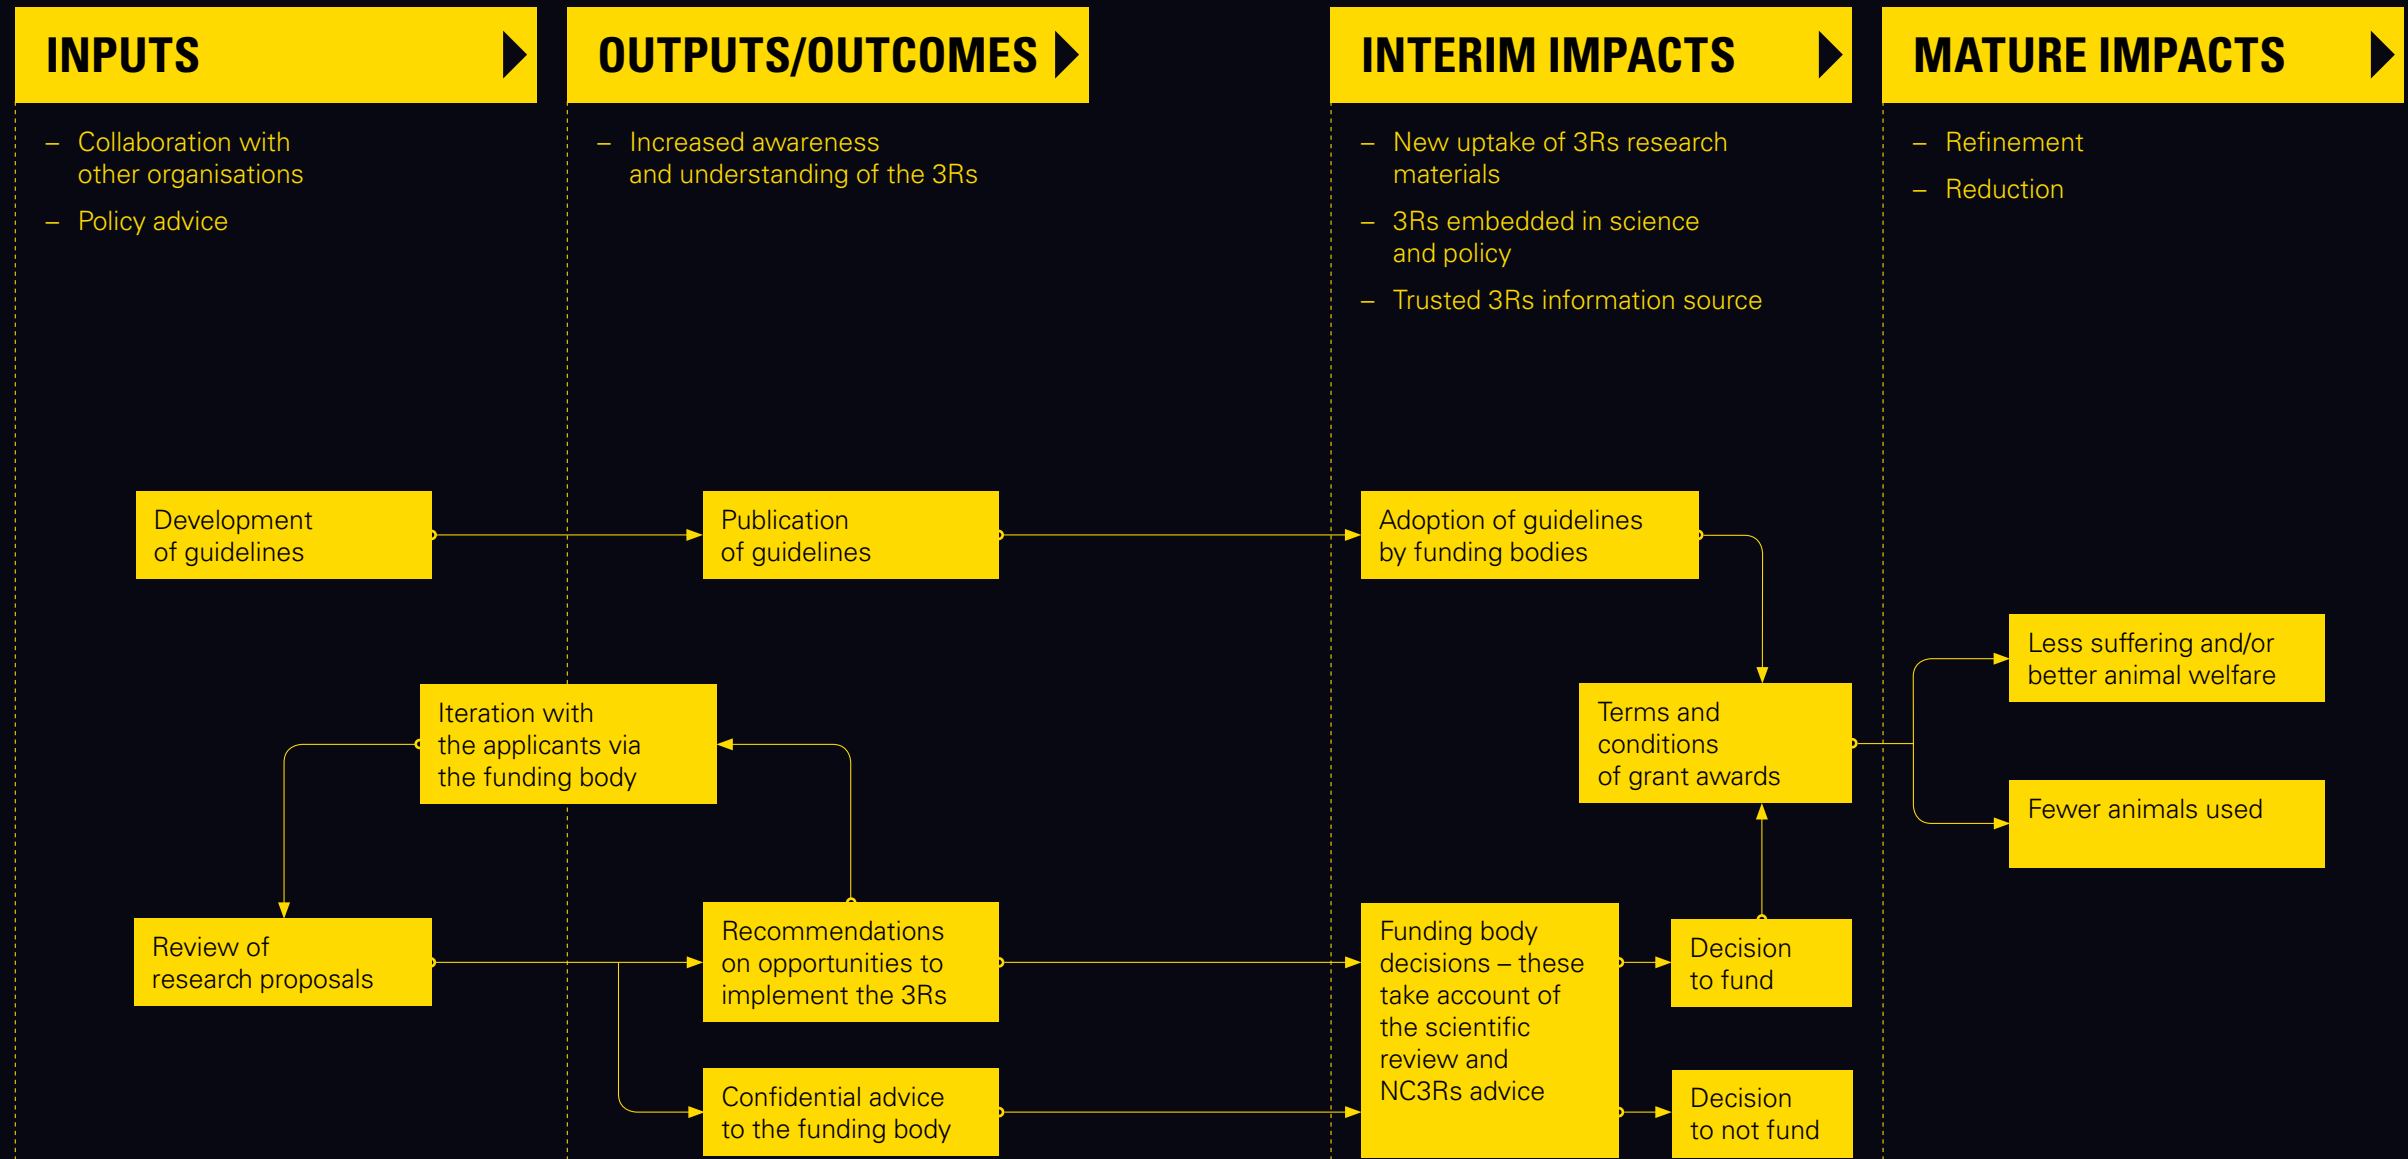 INPUTS
– Collaboration with
other organisations
– Policy advice
OUTPUTS/OUTCOMES
– Increased awareness
and understanding of the 3Rs
INTERIM IMPACTS
– New uptake of 3Rs research
materials
– 3Rs embedded in science
and policy
– Trusted 3Rs information source
MATURE IMPACTS
– Refinement
– Reduction
Development
of guidelines
Publication
of guidelines
Adoption of guidelines
by funding bodies
Iteration with
the applicants via
the funding body
Terms and
conditions
of grant awards
Less suffering and/or
better animal welfare
Fewer animals used
Review of
research proposals
Recommendations
on opportunities to
implement the 3Rs
Confidential advice
to the funding body
Funding body
decisions – these
take account of
the scientific
review and
NC3Rs advice
Decision
to fund
Decision
to not fund